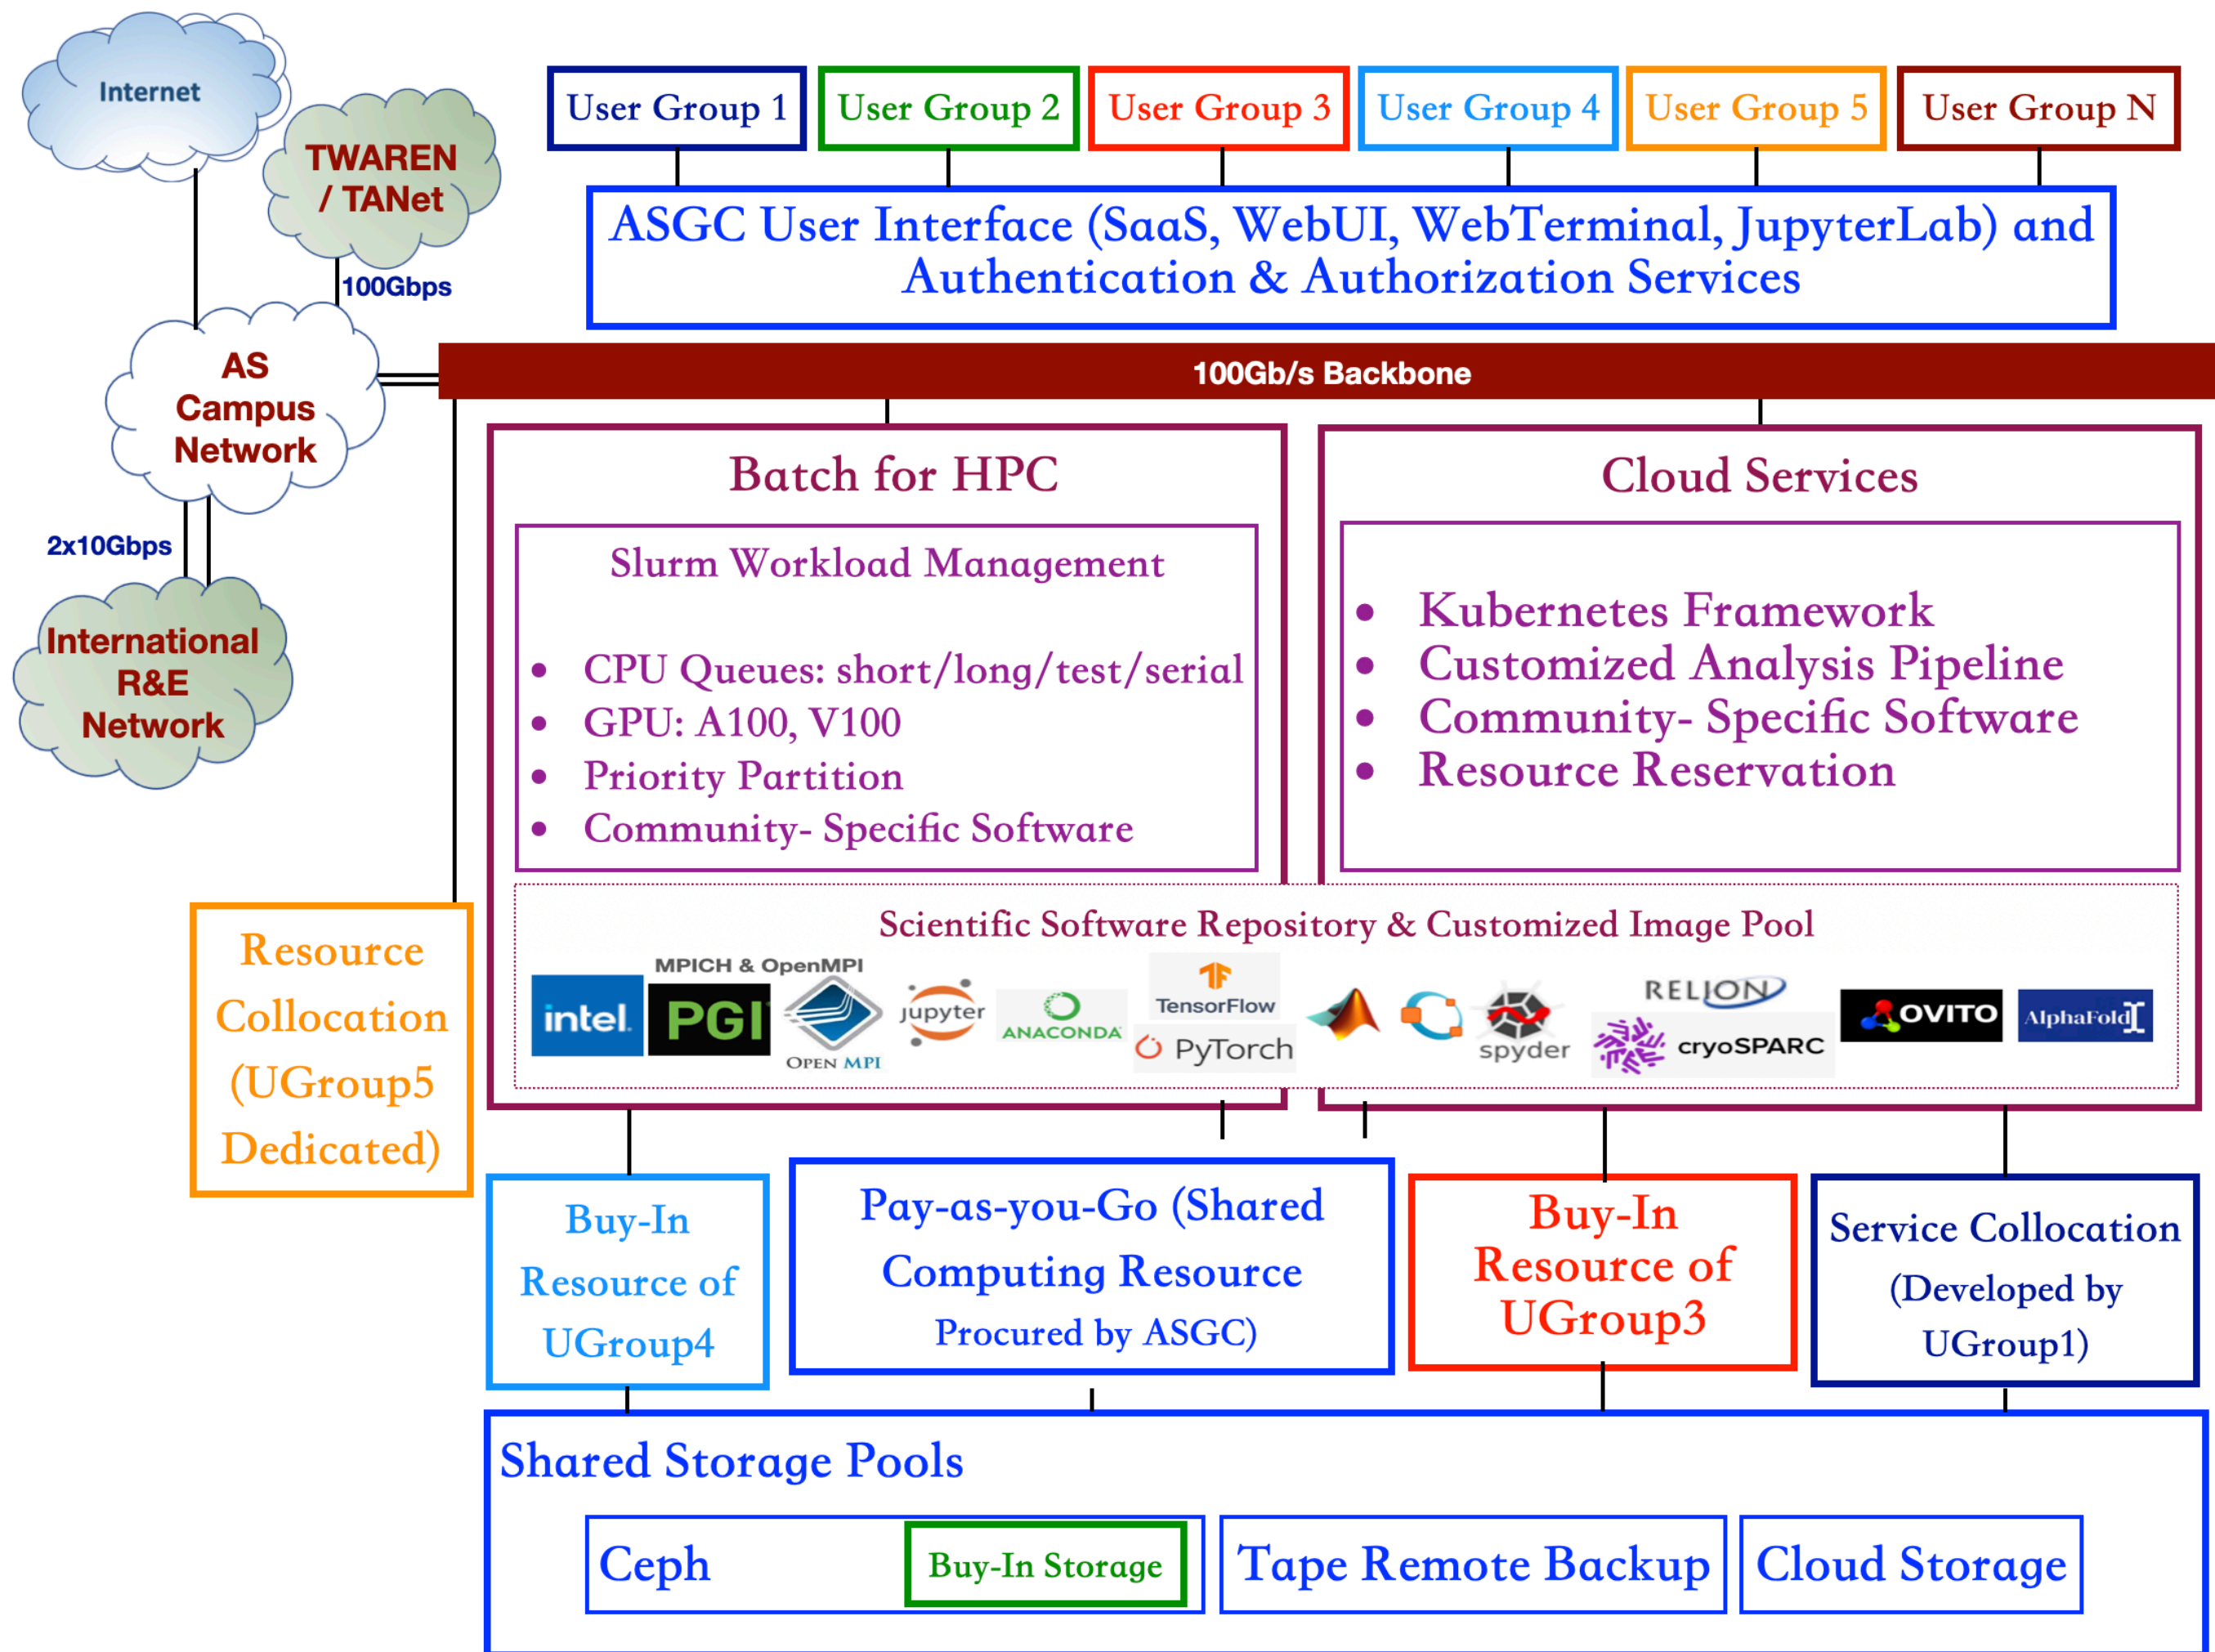 Internet
TWAREN
/ TANet
100Gbps
AS
Campus
Network
2x10Gbps
International
R&E
Network
User Group 1
User Group 2
User Group 3
User Group 4
User Group 5
User Group N
ASGC User Interface (SaaS, WebUI, WebTerminal, JupyterLab) and
Authentication & Authorization Services
100Gb/s Backbone
Batch for HPC
Slurm Workload Management
• CPU Queues: short/long/test/serial
• GPU: A100, V100
• Priority Partition
• Community- Specific Software
Cloud Services
• Kubernetes Framework
• Customized Analysis Pipeline
• Community- Specific Software
• Resource Reservation
Scientific Software Repository & Customized Image Pool
MPICH & OpenMPI
intel.
PGI
OPEN MPI
jupyter
ANACONDA
TensorFlow
PyTorch
spyder
RELION
cryoSPARC
OVITO
AlphaFold
Resource
Collocation
(UGroup5
Dedicated)
Buy-In
Resource of
UGroup4
Pay-as-you-Go (Shared
Computing Resource
Procured by ASGC)
Buy-In
Resource of
UGroup3
Service Collocation
(Developed by
UGroup1)
Shared Storage Pools
Ceph
Buy-In Storage
Tape Remote Backup
Cloud Storage